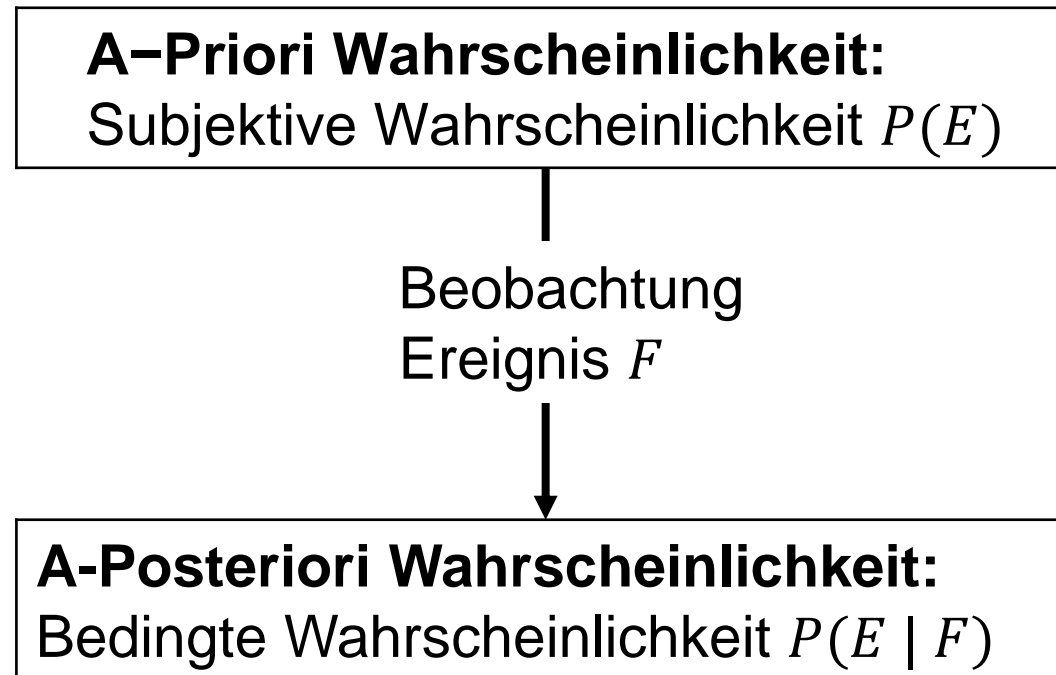 A−Priori Wahrscheinlichkeit:
Subjektive Wahrscheinlichkeit P(E)
Beobachtung
Ereignis F
A-Posteriori Wahrscheinlichkeit:
Bedingte Wahrscheinlichkeit P(E | F)